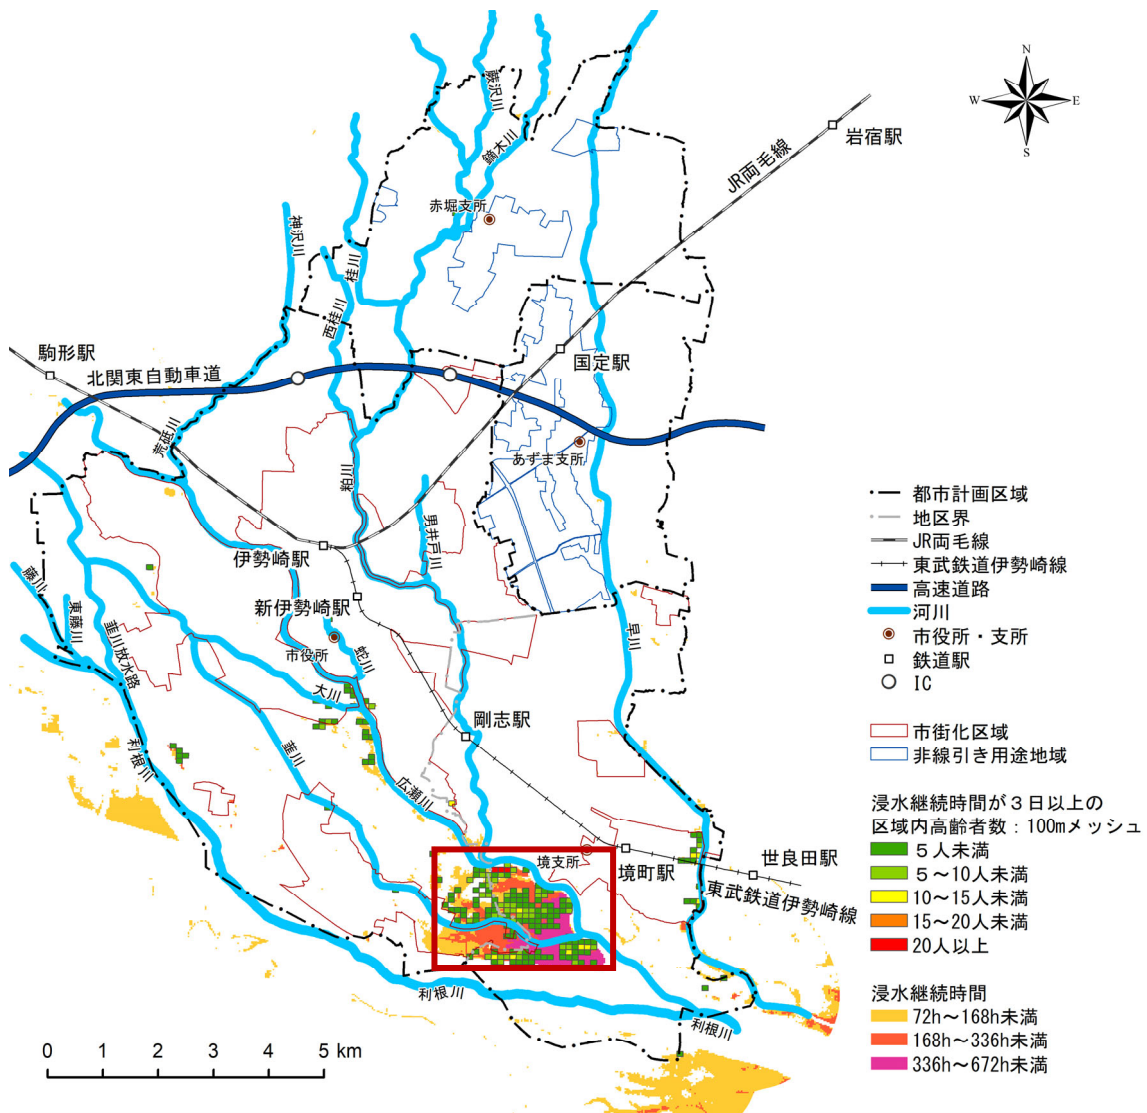 N
W
E
S
蕨沢川
鏑木川
岩宿駅
JR両毛線
赤堀支所
神沢川
桂川
西桂川
駒形駅
北関東自動車道
国定駅
荒砥川
あずま支所
粕川
男井戸川
伊勢崎駅
新伊勢崎駅
藤川
東藤川
韮川放水路
市役所
蛇川
早川
大川
利根川
韮川
剛志駅
広瀬川
境支所
境町駅
世良田駅
東武鉄道伊勢崎線
利根川
利根川
0 1 2 3 4 5 km
都市計画区域
地区界
JR両毛線
東武鉄道伊勢崎線
高速道路
河川
市役所・支所
鉄道駅
IC
市街化区域
非線引き用途地域
浸水継続時間が３日以上の
区域内高齢者数：100mメッシュ
５人未満
５～10人未満
10～15人未満
15～20人未満
20人以上
浸水継続時間
72h～168h未満
168h～336h未満
336h～672h未満